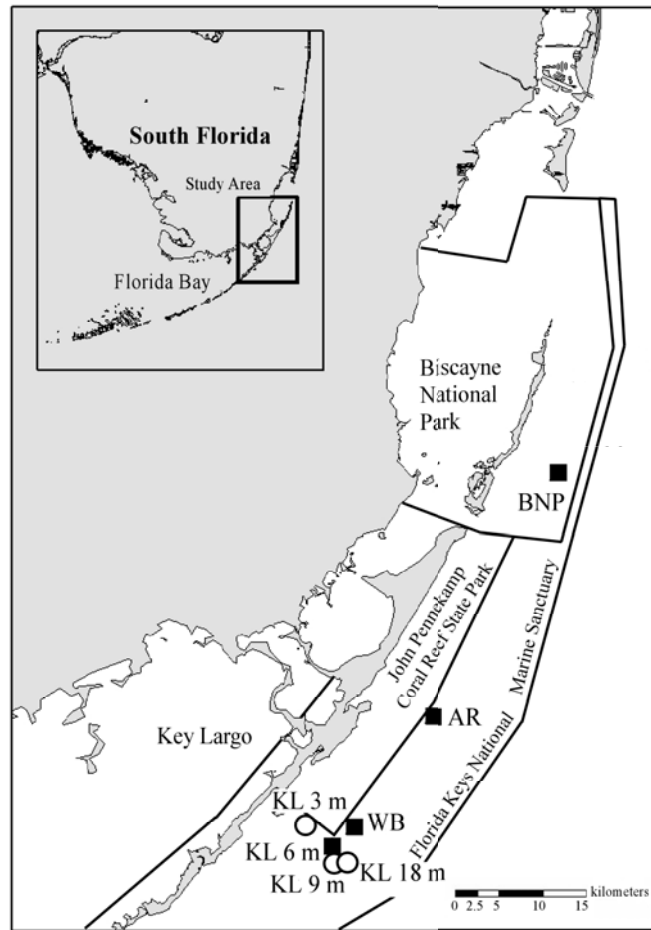 South Florida
Study Area
Florida Bay
Biscayne
National
Park
BNP
John Pennekamp
Coral Reef State Park
Florida Keys National Marine Sanctuary
AR
Key Largo
KL 3 m
WB
KL 6 m
KL 9 m
KL 18 m
kilometers
0 2.5 5 10 15